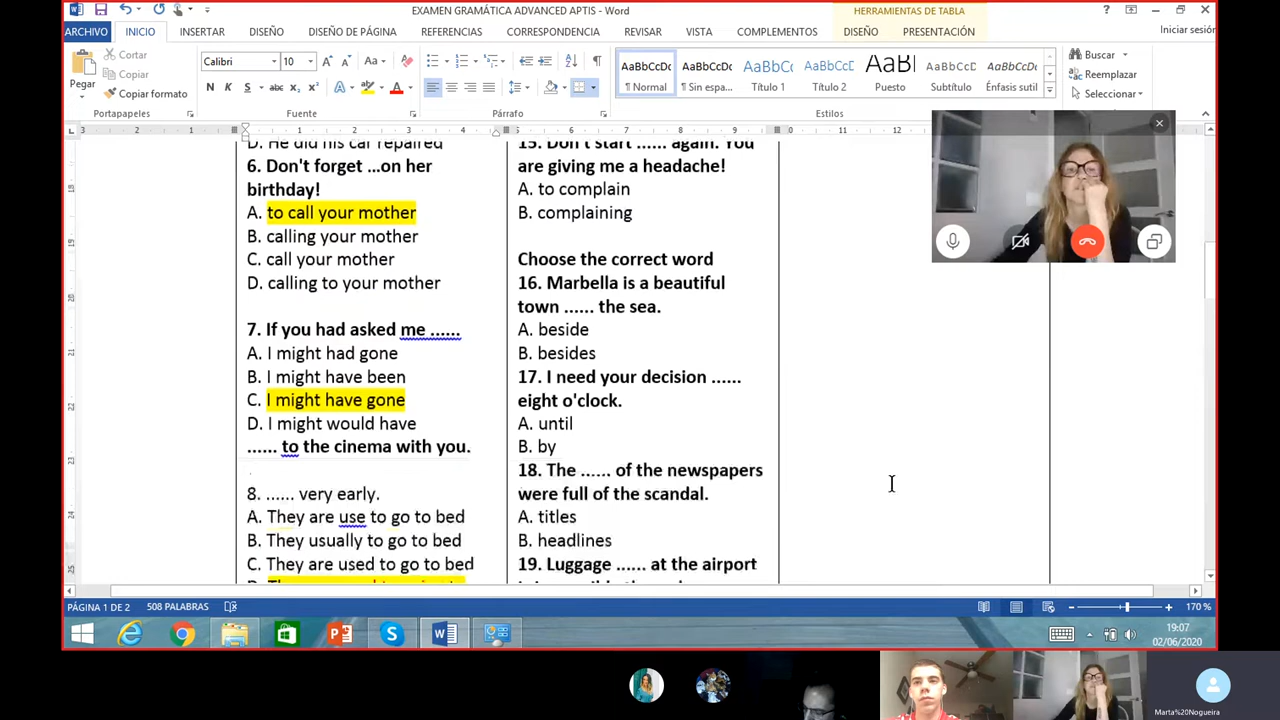 EXAMEN GRAMÁTICA ADVANCED APTIS - Word
HERRAMIENTAS DE TABLA
ARCHIVO INICIO INSERTAR DISEÑO DISEÑO DE PÁGINA REFERENCIAS CORRESPONDENCIA REVISAR VISTA COMPLEMENTOS DISEÑO PRESENTACIÓN
Iniciar sesión
Pegar
Cortar
Copiar
Copiar formato
Portapapeles
Calibri 10
Fuente
Párrafo
AaBbCcDc AaBbCcDc AaBbCc AaBbCc AaBl AaBbCcD AaBbCcDc
¶ Normal ¶ Sin espa... Título 1 Título 2 Puesto Subtítulo Énfasis sutil
Estilos
Buscar
Reemplazar
Seleccionar
D. He did his car repaired
6. Don't forget ...on her
birthday!
A. to call your mother
B. calling your mother
C. call your mother
D. calling to your mother
7. If you had asked me ......
A. I might had gone
B. I might have been
C. I might have gone
D. I might would have
...... to the cinema with you.
8. ...... very early.
A. They are use to go to bed
B. They usually to go to bed
C. They are used to go to bed
15. Don't start ...... again. You
are giving me a headache!
A. to complain
B. complaining
Choose the correct word
16. Marbella is a beautiful
town ...... the sea.
A. beside
B. besides
17. I need your decision ......
eight o'clock.
A. until
B. by
18. The ...... of the newspapers
were full of the scandal.
A. titles
B. headlines
19. Luggage ...... at the airport
PÁGINA 1 DE 2 508 PALABRAS
170 %
19:07
02/06/2020
Marta%20Nogueira